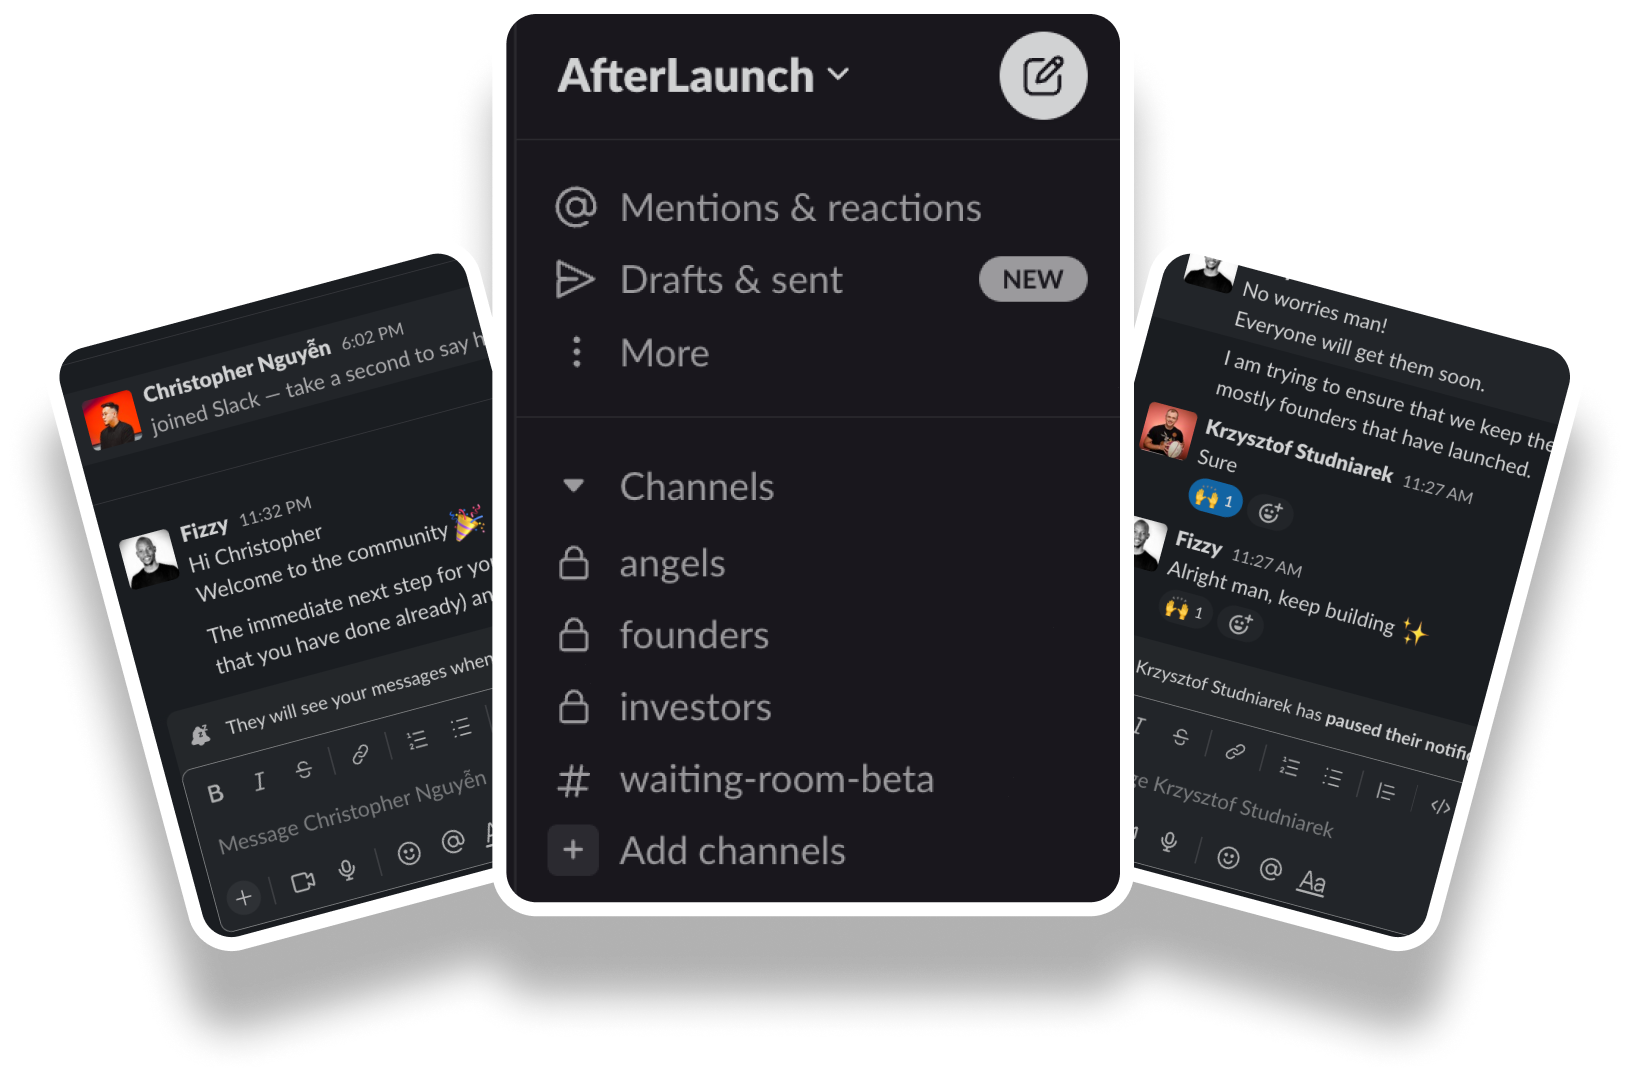 Christopher Nguyễn 6:02 PM
joined Slack — take a second to say h
Fizzy 11:32 PM
Hi Christopher
Welcome to the community 🎉
The immediate next step for you
that you have done already) an
They will see your messages when
B I S
Message Christopher Nguyễn
@
AfterLaunch
Mentions & reactions
Drafts & sent NEW
More
Channels
angels
founders
investors
# waiting-room-beta
+ Add channels
No worries man!
Everyone will get them soon.
I am trying to ensure that we keep the
mostly founders that have launched.
Krzysztof Studniarek 11:27 AM
Sure
🙌 1
Fizzy 11:27 AM
Alright man, keep building ✨
🙌 1
Krzysztof Studniarek has paused their notific
I S </>
ge Krzysztof Studniarek
@ Aa